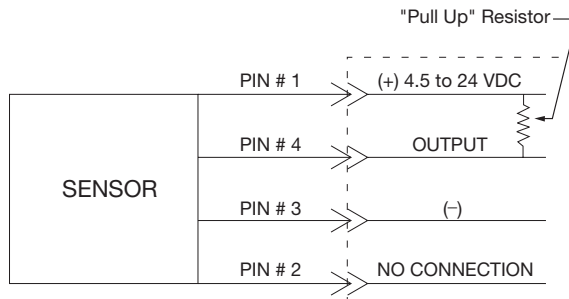 "Pull Up" Resistor
PIN # 1 (+) 4.5 to 24 VDC
PIN # 4 OUTPUT
SENSOR
PIN # 3 (−)
PIN # 2 NO CONNECTION